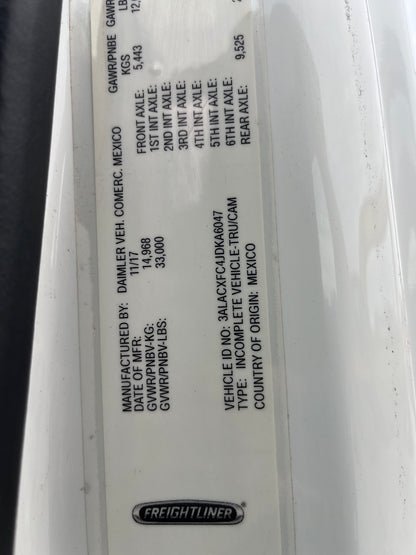 MANUFACTURED BY: DAIMLER VEH. COMERC. MEXICO
DATE OF MFR: 11/17
GVWR/PNBV-KG: 14,968
GVWR/PNBV-LBS: 33,000
GAWR/PNBE
KGS
FRONT AXLE: 5,443
1ST INT AXLE:
2ND INT AXLE:
3RD INT AXLE:
4TH INT AXLE:
5TH INT AXLE:
6TH INT AXLE:
REAR AXLE: 9,525
VEHICLE ID NO: 3ALACXFC4JDKA6047
TYPE: INCOMPLETE VEHICLE-TRU/CAM
COUNTRY OF ORIGIN: MEXICO
FREIGHTLINER